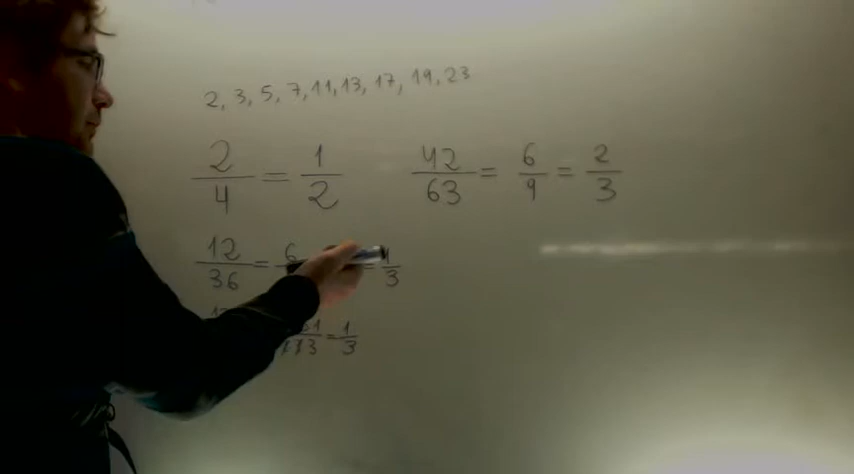 2, 3, 5, 7, 11, 13, 17, 19, 23
2/4 = 1/2
42/63 = 6/9 = 2/3
12/36 = 6 = 1/3
= 1/3